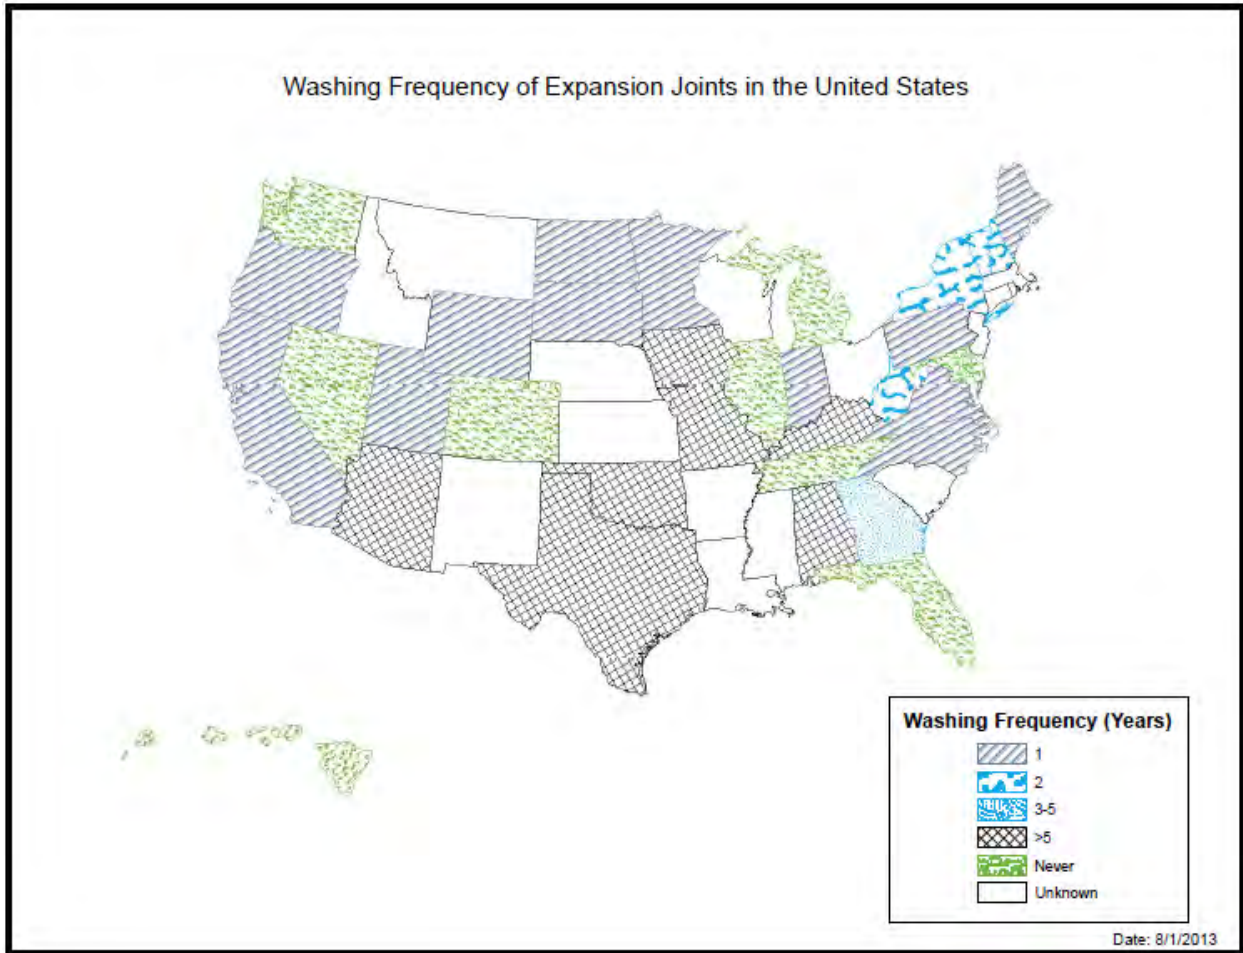 Washing Frequency of Expansion Joints in the United States
Washing Frequency (Years)
1
2
3-5
>5
Never
Unknown
Date: 8/1/2013